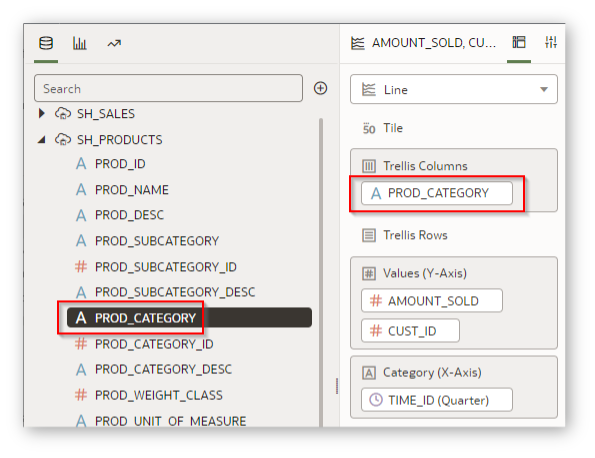 Search
SH_SALES
SH_PRODUCTS
A PROD_ID
A PROD_NAME
A PROD_DESC
A PROD_SUBCATEGORY
# PROD_SUBCATEGORY_ID
A PROD_SUBCATEGORY_DESC
A PROD_CATEGORY
# PROD_CATEGORY_ID
A PROD_CATEGORY_DESC
# PROD_WEIGHT_CLASS
A PROD_UNIT_OF_MEASURE
AMOUNT_SOLD, CU...
Line
50 Tile
Trellis Columns
A PROD_CATEGORY
Trellis Rows
# Values (Y-Axis)
# AMOUNT_SOLD
# CUST_ID
A Category (X-Axis)
TIME_ID (Quarter)